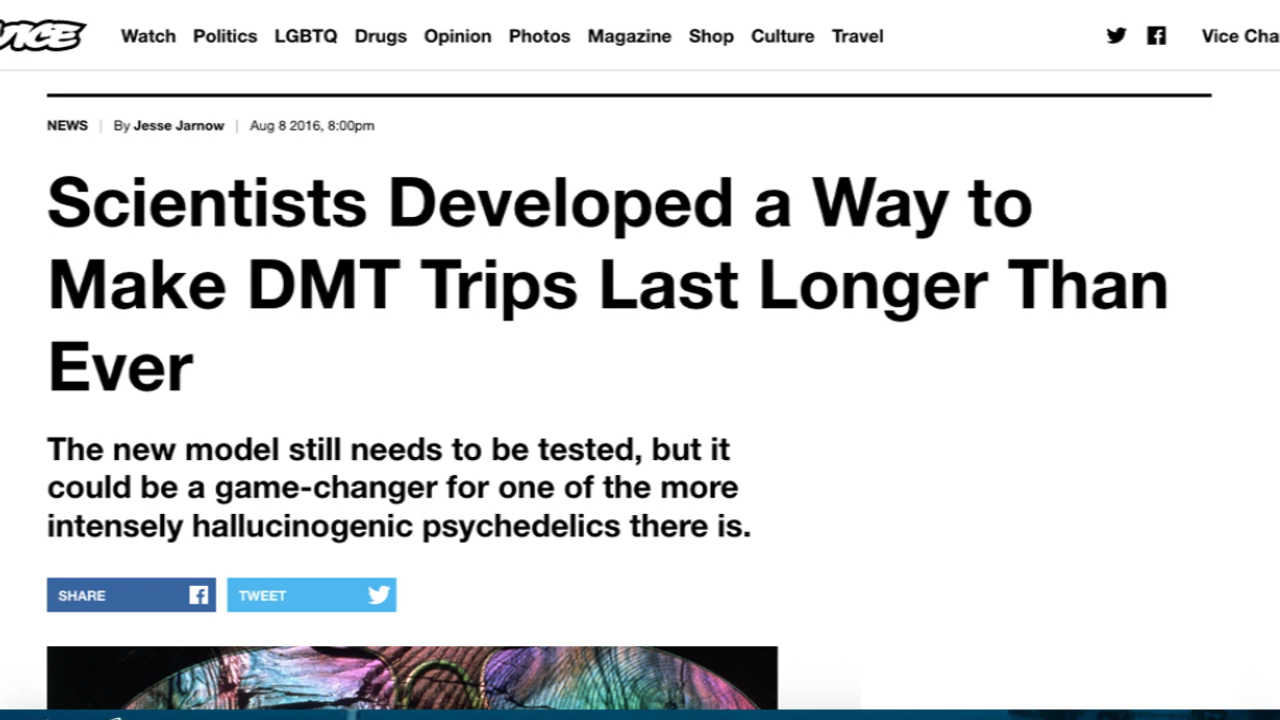 VICE Watch Politics LGBTQ Drugs Opinion Photos Magazine Shop Culture Travel Vice Cha
NEWS | By Jesse Jarnow | Aug 8 2016, 8:00pm
Scientists Developed a Way to
Make DMT Trips Last Longer Than
Ever
The new model still needs to be tested, but it
could be a game-changer for one of the more
intensely hallucinogenic psychedelics there is.
SHARE TWEET